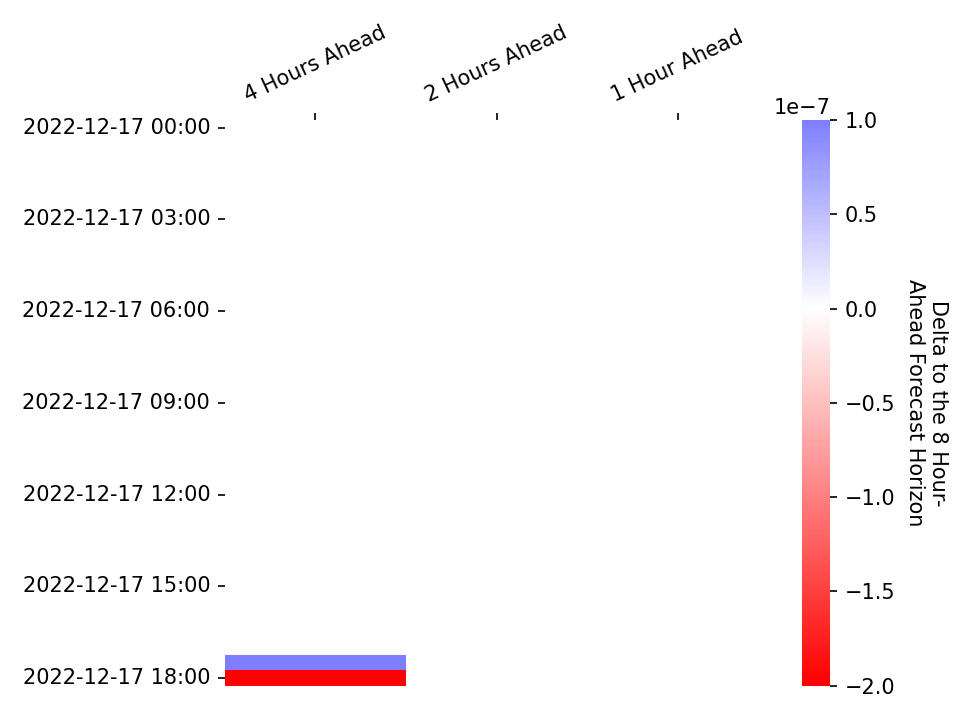 4 Hours Ahead
2 Hours Ahead
1 Hour Ahead
2022-12-17 00:00
2022-12-17 03:00
2022-12-17 06:00
2022-12-17 09:00
2022-12-17 12:00
2022-12-17 15:00
2022-12-17 18:00
1e−7
1.0
0.5
0.0
−0.5
−1.0
−1.5
−2.0
Delta to the 8 Hour-
Ahead Forecast Horizon